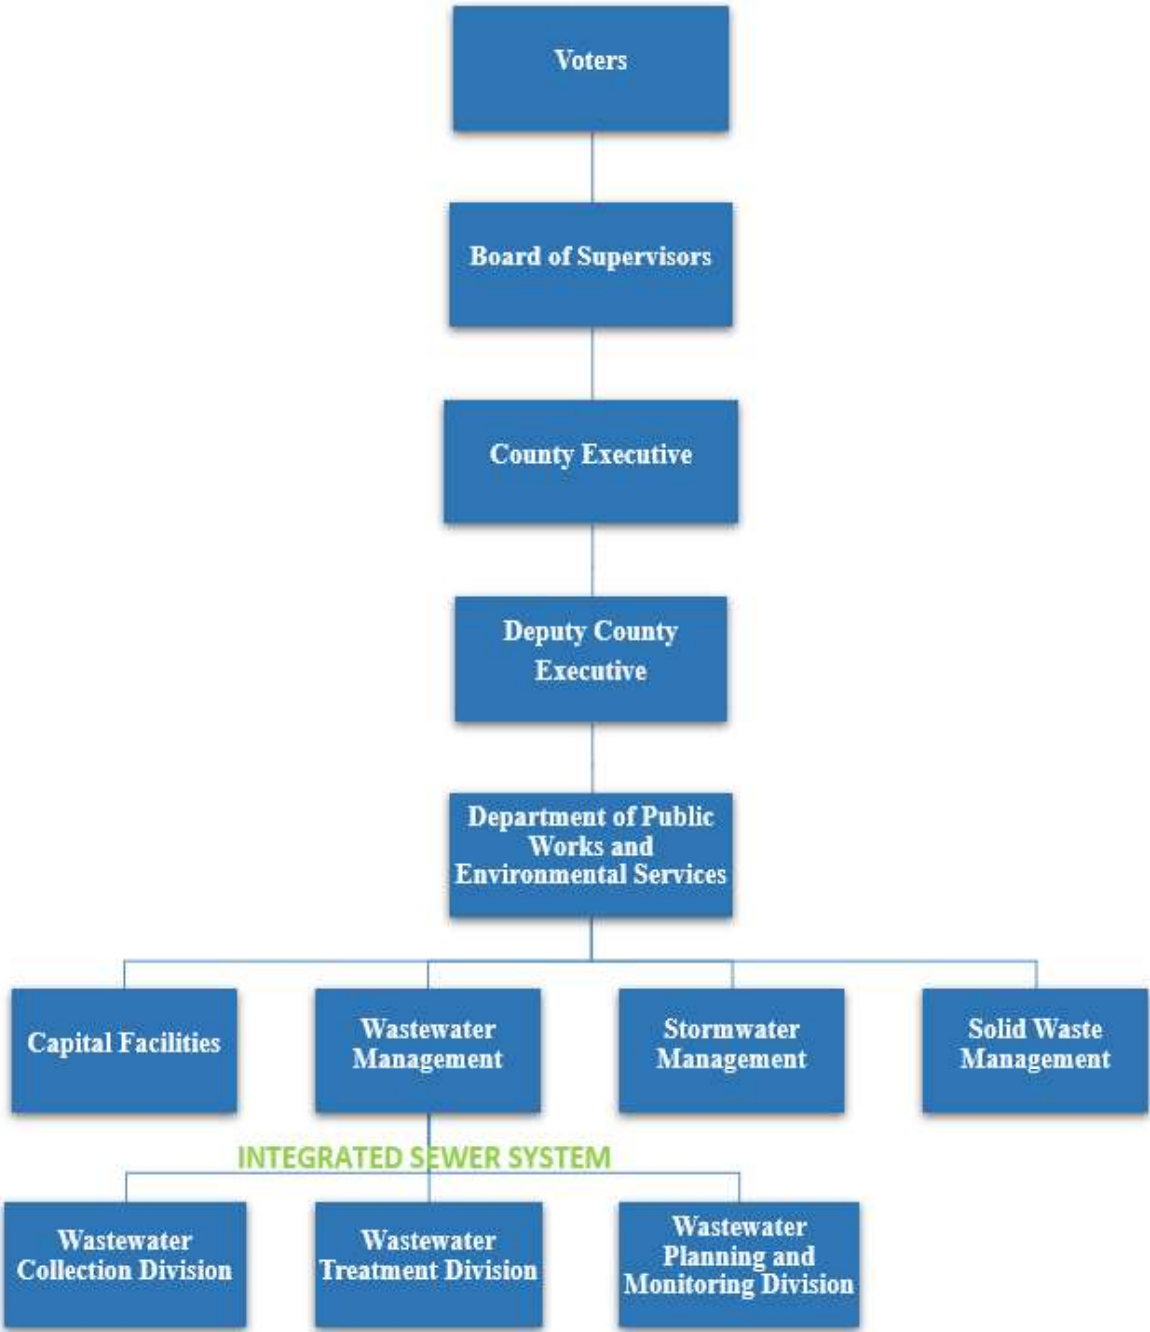 Voters
Board of Supervisors
County Executive
Deputy County
Executive
Department of Public
Works and
Environmental Services
Capital Facilities
Wastewater
Management
Stormwater
Management
Solid Waste
Management
INTEGRATED SEWER SYSTEM
Wastewater
Collection Division
Wastewater
Treatment Division
Wastewater
Planning and
Monitoring Division